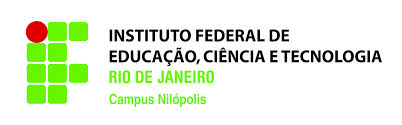 INSTITUTO FEDERAL DE
EDUCAÇÃO, CIÊNCIA E TECNOLOGIA
RIO DE JANEIRO
Campus Nilópolis